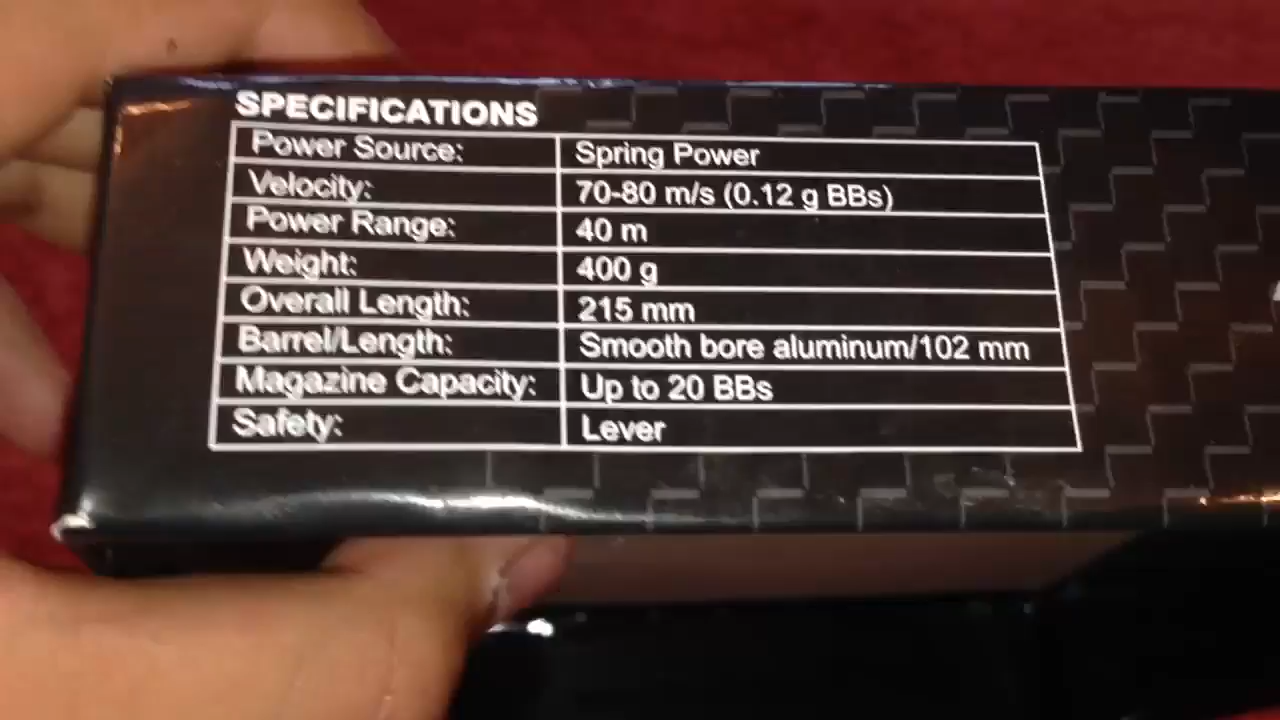 SPECIFICATIONS
Power Source: Spring Power
Velocity: 70-80 m/s (0.12 g BBs)
Power Range: 40 m
Weight: 400 g
Overall Length: 215 mm
Barrel/Length: Smooth bore aluminum/102 mm
Magazine Capacity: Up to 20 BBs
Safety: Lever